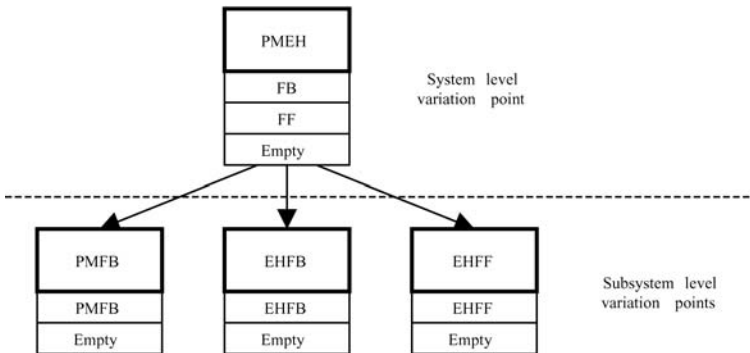 PMEH
FB
FF
Empty
System level
variation point
PMFB
EHFB
EHFF
PMFB
EHFB
EHFF
Empty
Empty
Empty
Subsystem level
variation points